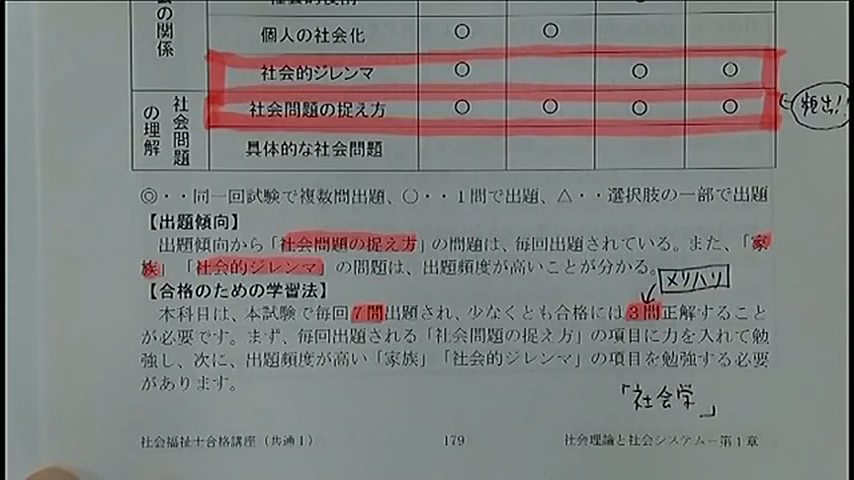 の関係
個人の社会化 ○ ○
社会的ジレンマ ○ ○ ○
社会問題の理解
社会問題の捉え方 ○ ○ ○ ○
頻出!!
具体的な社会問題
◎・・同一回試験で複数問出題、○・・1問で出題、△・・選択肢の一部で出題
【出題傾向】
出題傾向から「社会問題の捉え方」の問題は、毎回出題されている。また、「家
族」「社会的ジレンマ」の問題は、出題頻度が高いことが分かる。
メリハリ
【合格のための学習法】
本科目は、本試験で毎回7問出題され、少なくとも合格には3問正解すること
が必要です。まず、毎回出題される「社会問題の捉え方」の項目に力を入れて勉
強し、次に、出題頻度が高い「家族」「社会的ジレンマ」の項目を勉強する必要
があります。
「社会学」
社会福祉士合格講座（共通Ⅰ） 179 社会理論と社会システム－第1章